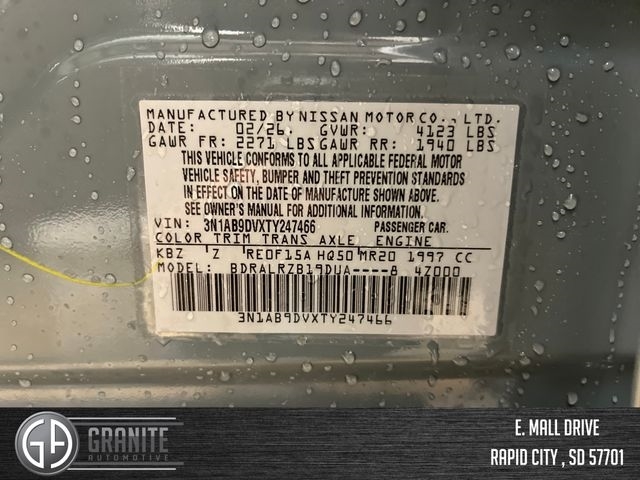 MANUFACTURED BY NISSAN MOTOR CO., LTD.
DATE: 02/26 GVWR: 4123 LBS
GAWR FR: 2271 LBS GAWR RR: 1940 LBS
THIS VEHICLE CONFORMS TO ALL APPLICABLE FEDERAL MOTOR
VEHICLE SAFETY, BUMPER AND THEFT PREVENTION STANDARDS
IN EFFECT ON THE DATE OF MANUFACTURE SHOWN ABOVE.
SEE OWNER'S MANUAL FOR ADDITIONAL INFORMATION.
VIN: 3N1AB9DVXTY247466 PASSENGER CAR.
COLOR TRIM TRANS AXLE ENGINE
KBZ Z RE0F15A HQ50 MR20 1997 CC
MODEL: BDRALRZB19DUA----8 4Z000
3N1AB9DVXTY247466
GA GRANITE
AUTOMOTIVE
E. MALL DRIVE
RAPID CITY , SD 57701